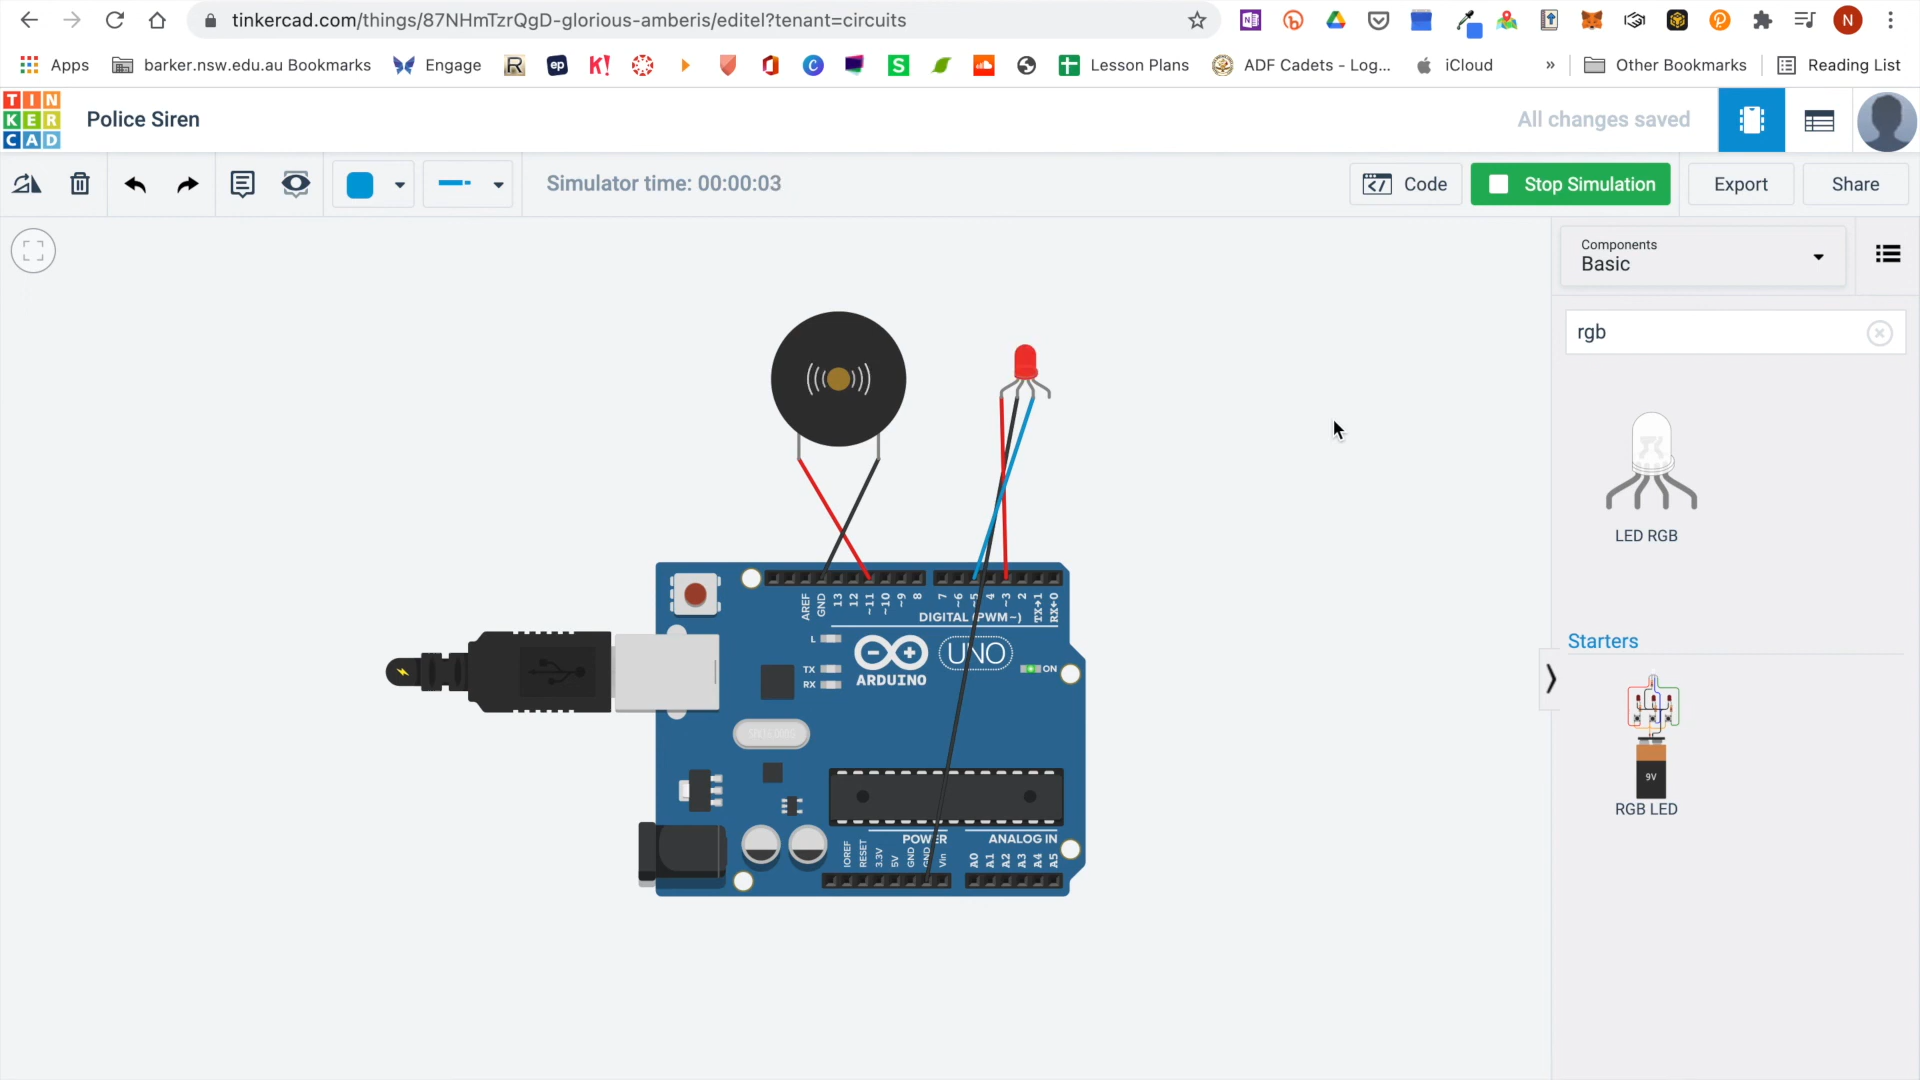 tinkercad.com/things/87NHmTzrQgD-glorious-amberis/editel?tenant=circuits
N
Apps
barker.nsw.edu.au Bookmarks
Engage
R
ep
K!
C
S
Lesson Plans
ADF Cadets - Log...
iCloud
»
Other Bookmarks
Reading List
TIN
KER
CAD
Police Siren
All changes saved
Simulator time: 00:00:03
Code
Stop Simulation
Export
Share
Components
Basic
rgb
LED RGB
Starters
9V
RGB LED
AREF
GND
13
12
~11
~10
~9
8
7
~6
~5
4
~3
2
TX→1
RX←0
DIGITAL (PWM~)
L
TX
RX
ARDUINO
UNO
ON
POWER
ANALOG IN
IOREF
RESET
3.3V
5V
GND
GND
Vin
A0
A1
A2
A3
A4
A5